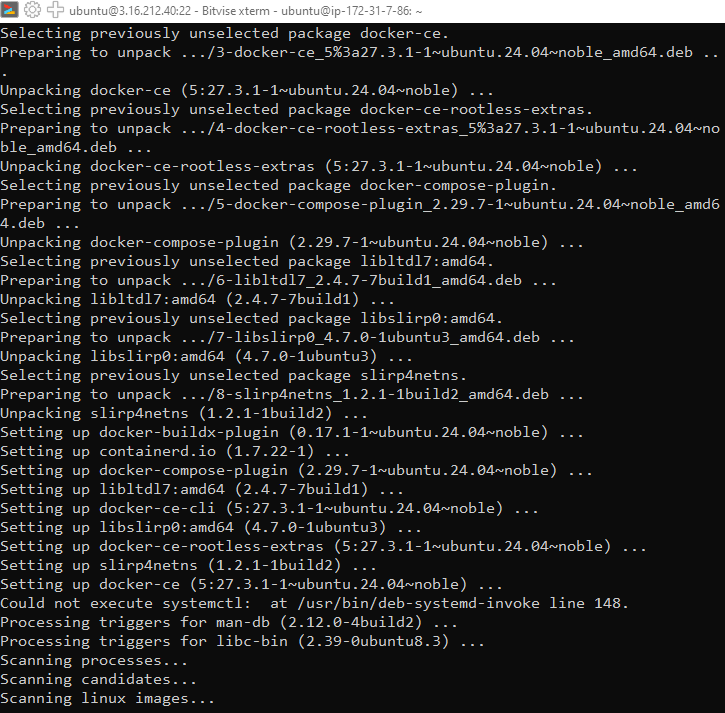 ubuntu@3.16.212.40:22 - Bitvise xterm - ubuntu@ip-172-31-7-86: ~
Selecting previously unselected package docker-ce.
Preparing to unpack .../3-docker-ce_5%3a27.3.1-1~ubuntu.24.04~noble_amd64.deb ..
.
Unpacking docker-ce (5:27.3.1-1~ubuntu.24.04~noble) ...
Selecting previously unselected package docker-ce-rootless-extras.
Preparing to unpack .../4-docker-ce-rootless-extras_5%3a27.3.1-1~ubuntu.24.04~no
ble_amd64.deb ...
Unpacking docker-ce-rootless-extras (5:27.3.1-1~ubuntu.24.04~noble) ...
Selecting previously unselected package docker-compose-plugin.
Preparing to unpack .../5-docker-compose-plugin_2.29.7-1~ubuntu.24.04~noble_amd6
4.deb ...
Unpacking docker-compose-plugin (2.29.7-1~ubuntu.24.04~noble) ...
Selecting previously unselected package libltdl7:amd64.
Preparing to unpack .../6-libltdl7_2.4.7-7build1_amd64.deb ...
Unpacking libltdl7:amd64 (2.4.7-7build1) ...
Selecting previously unselected package libslirp0:amd64.
Preparing to unpack .../7-libslirp0_4.7.0-1ubuntu3_amd64.deb ...
Unpacking libslirp0:amd64 (4.7.0-1ubuntu3) ...
Selecting previously unselected package slirp4netns.
Preparing to unpack .../8-slirp4netns_1.2.1-1build2_amd64.deb ...
Unpacking slirp4netns (1.2.1-1build2) ...
Setting up docker-buildx-plugin (0.17.1-1~ubuntu.24.04~noble) ...
Setting up containerd.io (1.7.22-1) ...
Setting up docker-compose-plugin (2.29.7-1~ubuntu.24.04~noble) ...
Setting up libltdl7:amd64 (2.4.7-7build1) ...
Setting up docker-ce-cli (5:27.3.1-1~ubuntu.24.04~noble) ...
Setting up libslirp0:amd64 (4.7.0-1ubuntu3) ...
Setting up docker-ce-rootless-extras (5:27.3.1-1~ubuntu.24.04~noble) ...
Setting up slirp4netns (1.2.1-1build2) ...
Setting up docker-ce (5:27.3.1-1~ubuntu.24.04~noble) ...
Could not execute systemctl:  at /usr/bin/deb-systemd-invoke line 148.
Processing triggers for man-db (2.12.0-4build2) ...
Processing triggers for libc-bin (2.39-0ubuntu8.3) ...
Scanning processes...
Scanning candidates...
Scanning linux images...